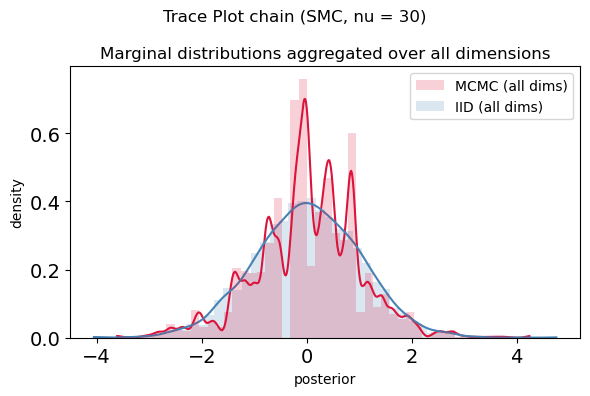 Trace Plot chain (SMC, nu = 30)
Marginal distributions aggregated over all dimensions
MCMC (all dims)
IID (all dims)
density
0.6
0.4
0.2
0.0
−4
−2
0
2
4
posterior